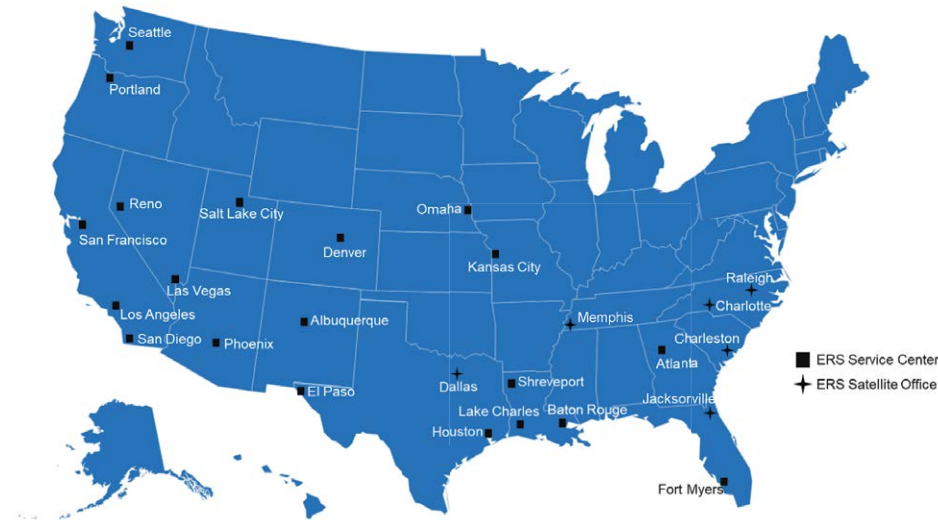 Seattle
Portland
Reno
Salt Lake City
Omaha
San Francisco
Denver
Kansas City
Raleigh
Las Vegas
Los Angeles
Albuquerque
Memphis
Charlotte
San Diego
Phoenix
Charleston
Atlanta
ERS Service Center
El Paso
Dallas
Shreveport
ERS Satellite Office
Jacksorville
Lake Charles
Baton Rouge
Houston
Fort Myers